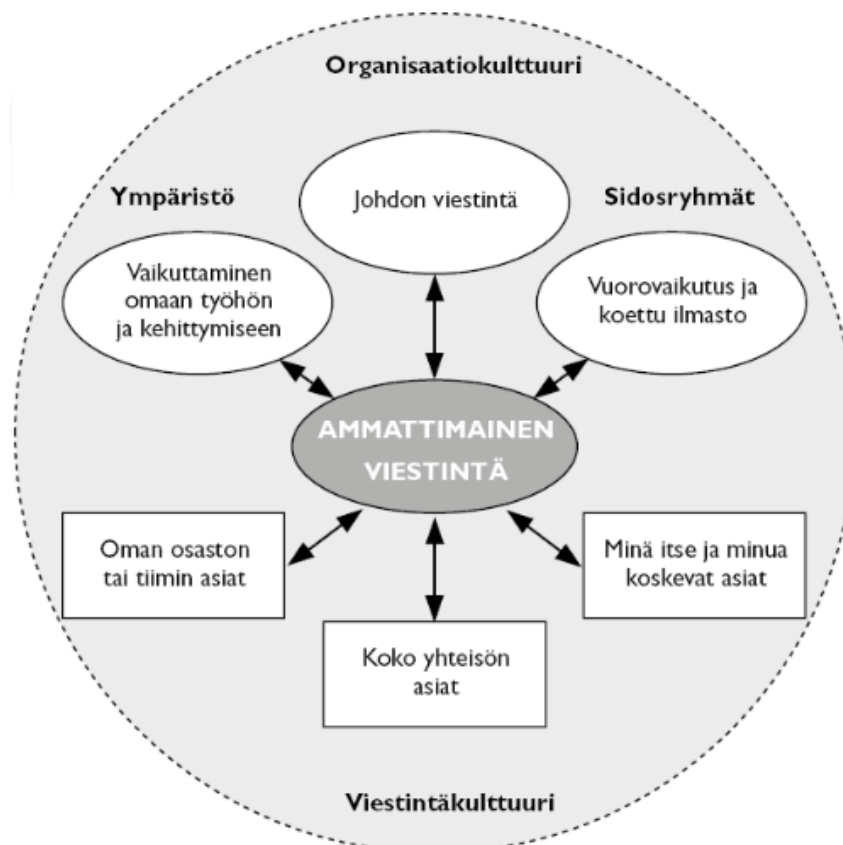 Organisaatiokulttuuri
Ympäristö
Johdon viestintä
Sidosryhmät
Vaikuttaminen
omaan työhön
ja kehittymiseen
Vuorovaikutus ja
koettu ilmasto
AMMATTIMAINEN
VIESTINTÄ
Oman osaston
tai tiimin asiat
Minä itse ja minua
koskevat asiat
Koko yhteisön
asiat
Viestintäkulttuuri